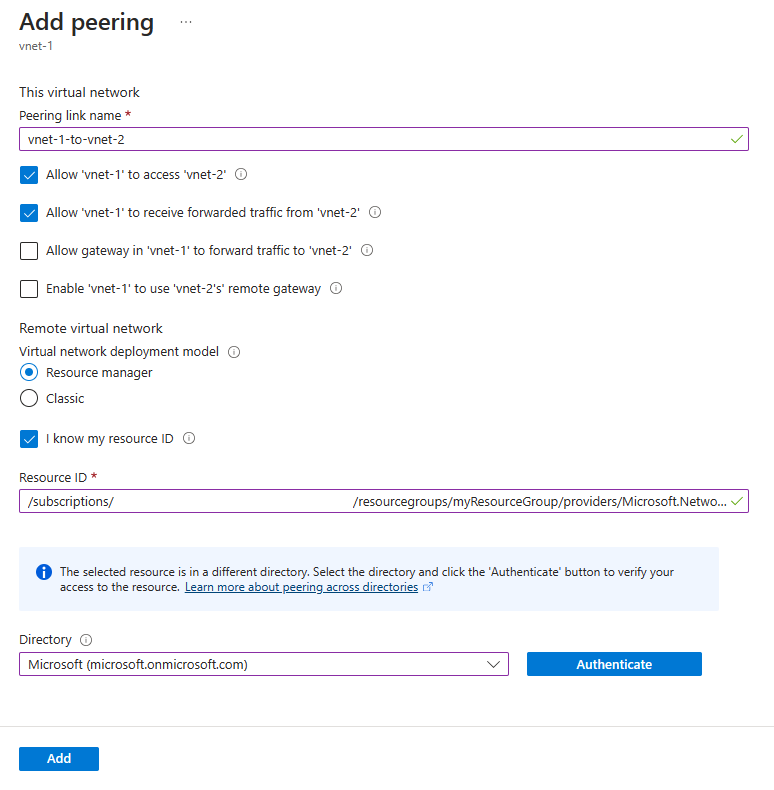 Add peering ...
vnet-1
This virtual network
Peering link name *
vnet-1-to-vnet-2
Allow 'vnet-1' to access 'vnet-2'
Allow 'vnet-1' to receive forwarded traffic from 'vnet-2'
Allow gateway in 'vnet-1' to forward traffic to 'vnet-2'
Enable 'vnet-1' to use 'vnet-2's' remote gateway
Remote virtual network
Virtual network deployment model
Resource manager
Classic
I know my resource ID
Resource ID *
/subscriptions/ /resourcegroups/myResourceGroup/providers/Microsoft.Netwo...
The selected resource is in a different directory. Select the directory and click the 'Authenticate' button to verify your
access to the resource. Learn more about peering across directories
Directory
Microsoft (microsoft.onmicrosoft.com)
Authenticate
Add